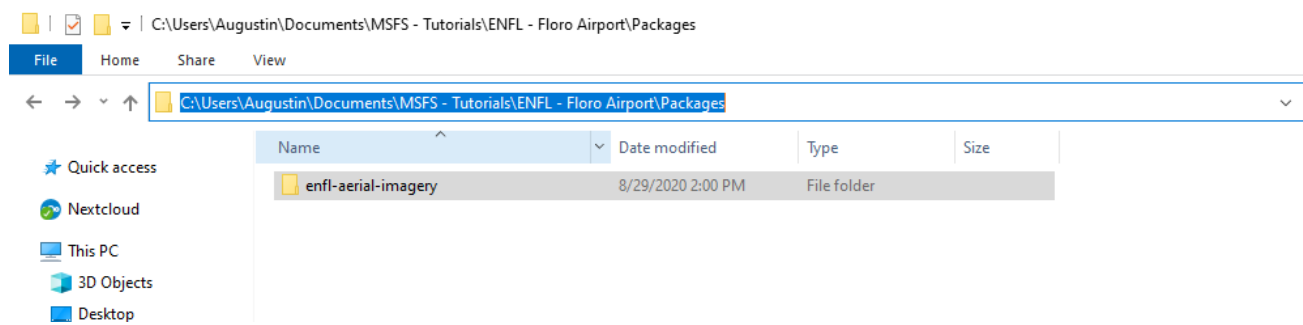 C:\Users\Augustin\Documents\MSFS - Tutorials\ENFL - Floro Airport\Packages
File Home Share View
C:\Users\Augustin\Documents\MSFS - Tutorials\ENFL - Floro Airport\Packages
Name Date modified Type Size
Quick access
enfl-aerial-imagery 8/29/2020 2:00 PM File folder
Nextcloud
This PC
3D Objects
Desktop